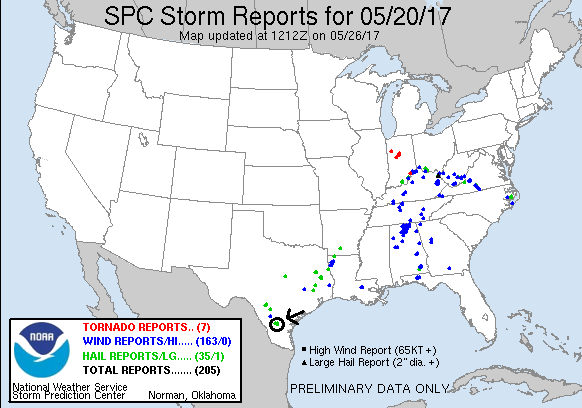 SPC Storm Reports for 05/20/17
Map updated at 1212Z on 05/26/17
TORNADO REPORTS.. (7)
WIND REPORTS/HI..... (163/0)
HAIL REPORTS/LG..... (35/1)
TOTAL REPORTS....... (205)
NOAA
National Weather Service
Storm Prediction Center Norman, Oklahoma
High Wind Report (65KT +)
Large Hail Report (2" dia. +)
PRELIMINARY DATA ONLY